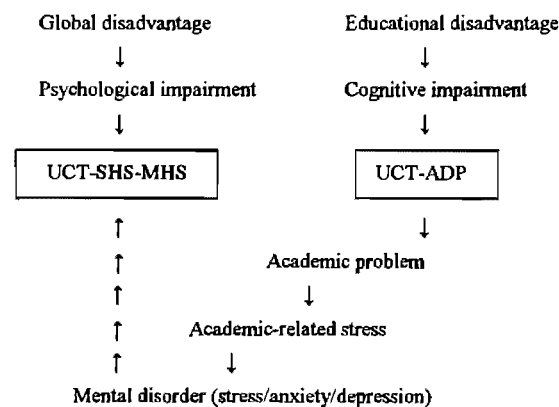 Global disadvantage Educational disadvantage
↓ ↓
Psychological impairment Cognitive impairment
↓ ↓
UCT-SHS-MHS UCT-ADP
↑ ↓
↑ Academic problem
↑ ↓
↑ Academic-related stress
↑ ↓
Mental disorder (stress/anxiety/depression)